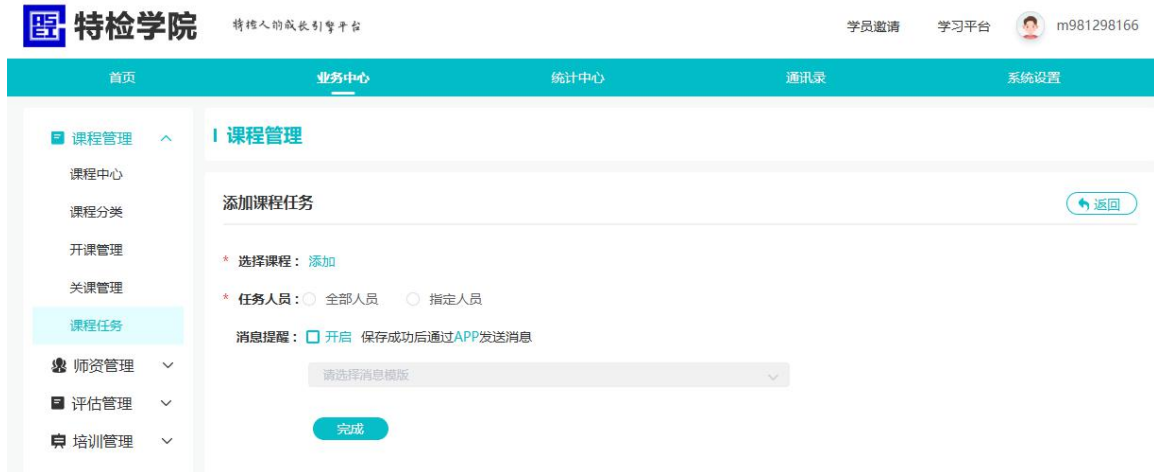 特检学院 特检人的成长引擎平台 学员邀请 学习平台 m981298166
首页 业务中心 统计中心 通讯录 系统设置
课程管理
课程中心
课程分类
开课管理
关课管理
课程任务
师资管理
评估管理
培训管理
课程管理
添加课程任务 返回
* 选择课程: 添加
* 任务人员: 全部人员 指定人员
消息提醒: 开启 保存成功后通过APP发送消息
请选择消息模版
完成